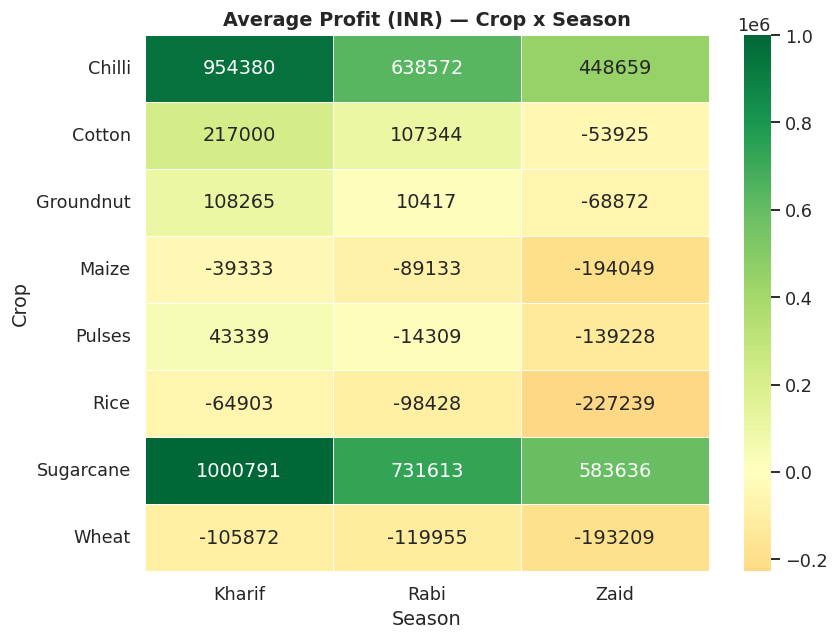 Average Profit (INR) — Crop x Season
1e6
Chilli 954380 638572 448659
Cotton 217000 107344 -53925
Groundnut 108265 10417 -68872
Maize -39333 -89133 -194049
Pulses 43339 -14309 -139228
Rice -64903 -98428 -227239
Sugarcane 1000791 731613 583636
Wheat -105872 -119955 -193209
Kharif Rabi Zaid
Season
Crop
1.0
0.8
0.6
0.4
0.2
0.0
−0.2